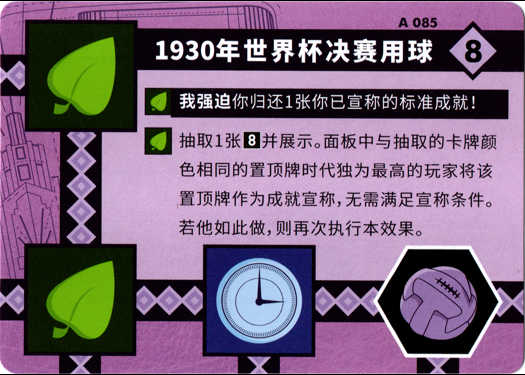 A 085
1930年世界杯决赛用球 8
我强迫你归还1张你已宣称的标准成就！
抽取1张8并展示。面板中与抽取的卡牌颜
色相同的置顶牌时代独为最高的玩家将该
置顶牌作为成就宣称，无需满足宣称条件。
若他如此做，则再次执行本效果。